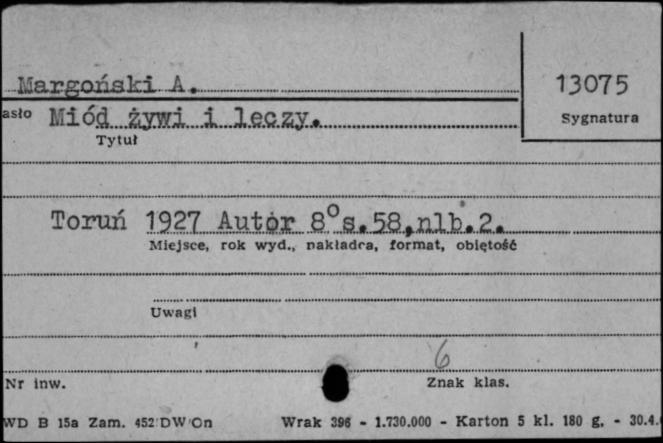 Margoński A.
13075
asło Miód żywi i leczy.
Sygnatura
Tytuł
Toruń 1927 Autor 8° s.58,nlb.2.
Miejsce, rok wyd., nakładca, format, objętość
Uwagi
6
Nr inw.
Znak klas.
WD B 15a Zam. 452/DW/On Wrak 396 - 1.730.000 - Karton 5 kl. 180 g. - 30.4.